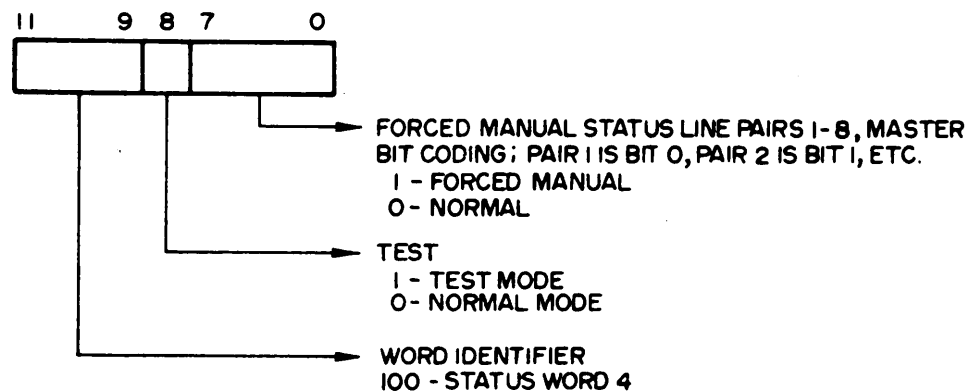 11 9 8 7 0
FORCED MANUAL STATUS LINE PAIRS 1-8, MASTER
BIT CODING; PAIR 1 IS BIT 0, PAIR 2 IS BIT 1, ETC.
1 - FORCED MANUAL
0 - NORMAL
TEST
1 - TEST MODE
0 - NORMAL MODE
WORD IDENTIFIER
100 - STATUS WORD 4